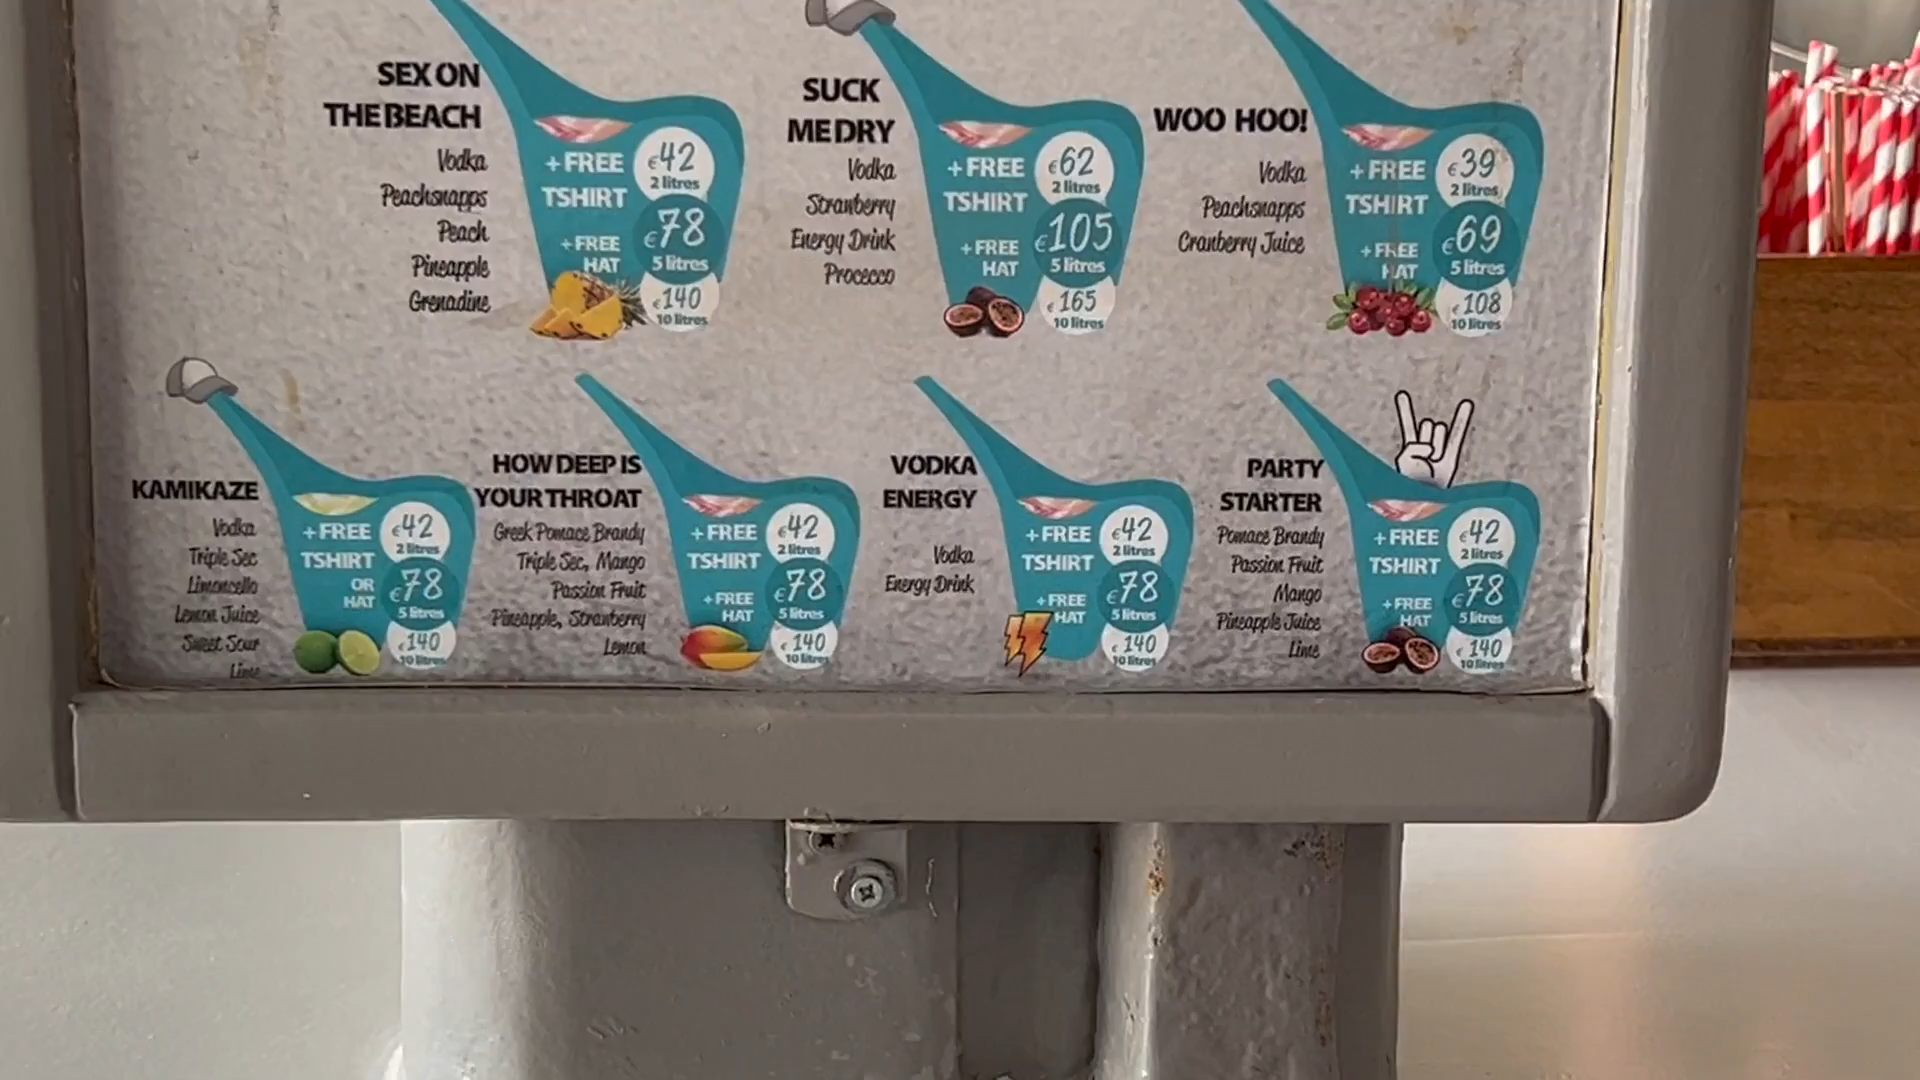 SEX ON
THE BEACH
Vodka
Peachsnapps
Peach
Pineapple
Grenadine
+ FREE
TSHIRT
+ FREE
HAT
€42
2 litres
€78
5 litres
€140
10 litres
SUCK
ME DRY
Vodka
Strawberry
Energy Drink
Procecco
+ FREE
TSHIRT
+ FREE
HAT
€62
2 litres
€105
5 litres
€165
10 litres
WOO HOO!
Vodka
Peachsnapps
Cranberry Juice
+ FREE
TSHIRT
+ FREE
HAT
€39
2 litres
€69
5 litres
€108
10 litres
KAMIKAZE
Vodka
Triple Sec
Limoncello
Lemon Juice
Sweet Sour
Lime
+ FREE
TSHIRT
OR
HAT
€42
2 litres
€78
5 litres
€140
10 litres
HOW DEEP IS
YOUR THROAT
Greek Pomace Brandy
Triple Sec, Mango
Passion Fruit
Pineapple, Strawberry
Lemon
+ FREE
TSHIRT
+ FREE
HAT
€42
2 litres
€78
5 litres
€140
10 litres
VODKA
ENERGY
Vodka
Energy Drink
+ FREE
TSHIRT
+ FREE
HAT
€42
2 litres
€78
5 litres
€140
10 litres
PARTY
STARTER
Pomace Brandy
Passion Fruit
Mango
Pineapple Juice
Lime
+ FREE
TSHIRT
+ FREE
HAT
€42
2 litres
€78
5 litres
€140
10 litres